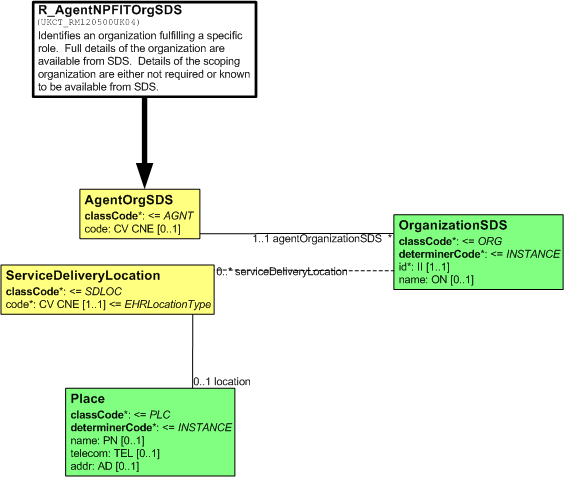 R_AgentNPFITOrgSDS
(UKCT_RM120500UK04)
Identifies an organization fulfilling a specific
role.  Full details of the organization are
available from SDS.  Details of the scoping
organization are either not required or known
to be available from SDS.
AgentOrgSDS
classCode*: <= AGNT
code: CV CNE [0..1]
1..1 agentOrganizationSDS  *
OrganizationSDS
classCode*: <= ORG
determinerCode*: <= INSTANCE
id*: II [1..1]
name: ON [0..1]
0..* serviceDeliveryLocation
ServiceDeliveryLocation
classCode*: <= SDLOC
code*: CV CNE [1..1] <= EHRLocationType
0..1 location
Place
classCode*: <= PLC
determinerCode*: <= INSTANCE
name: PN [0..1]
telecom: TEL [0..1]
addr: AD [0..1]